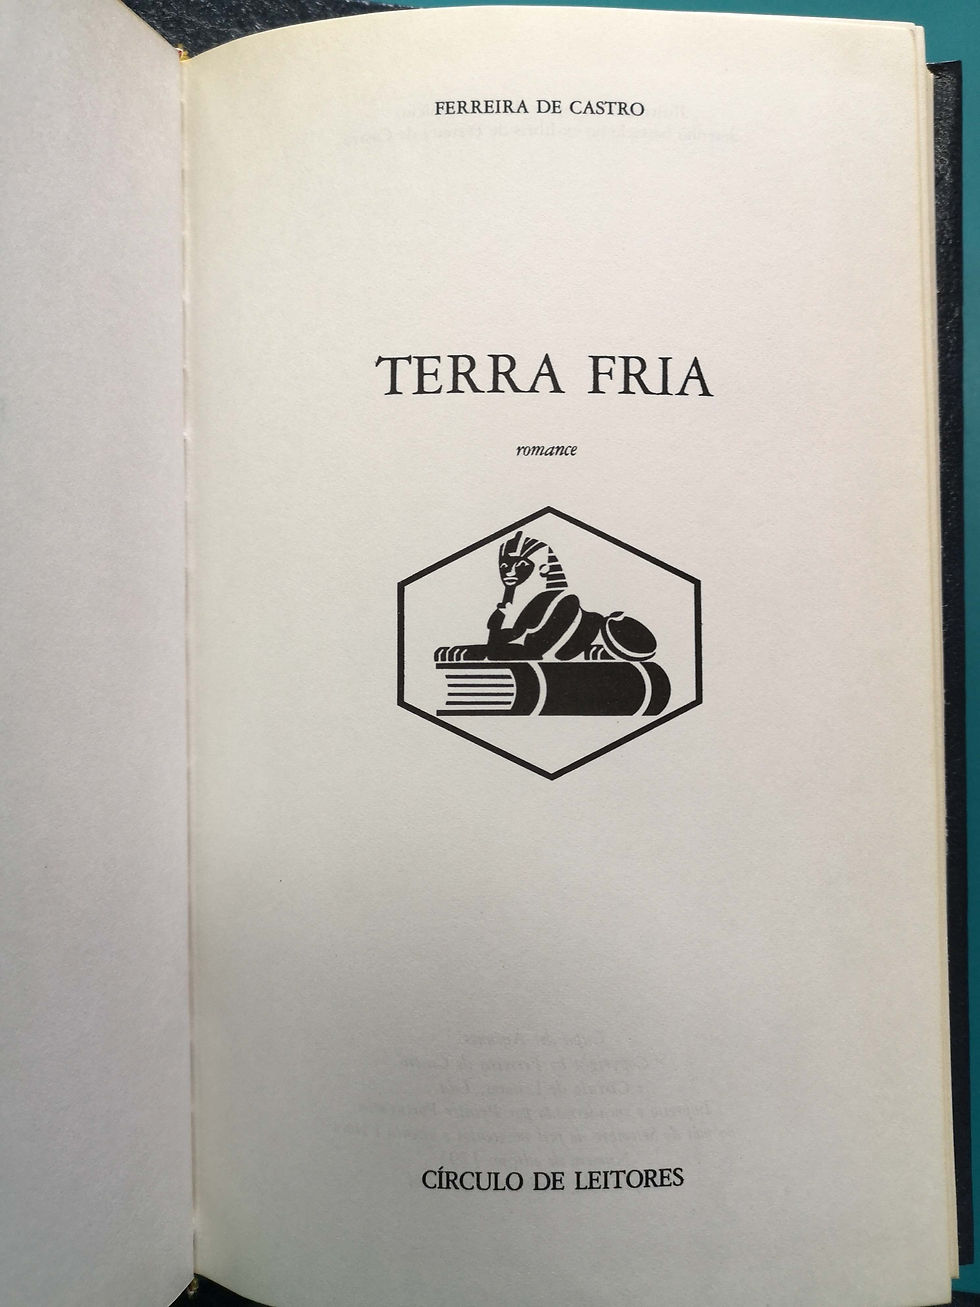 FERREIRA DE CASTRO
TERRA FRIA
romance
CÍRCULO DE LEITORES